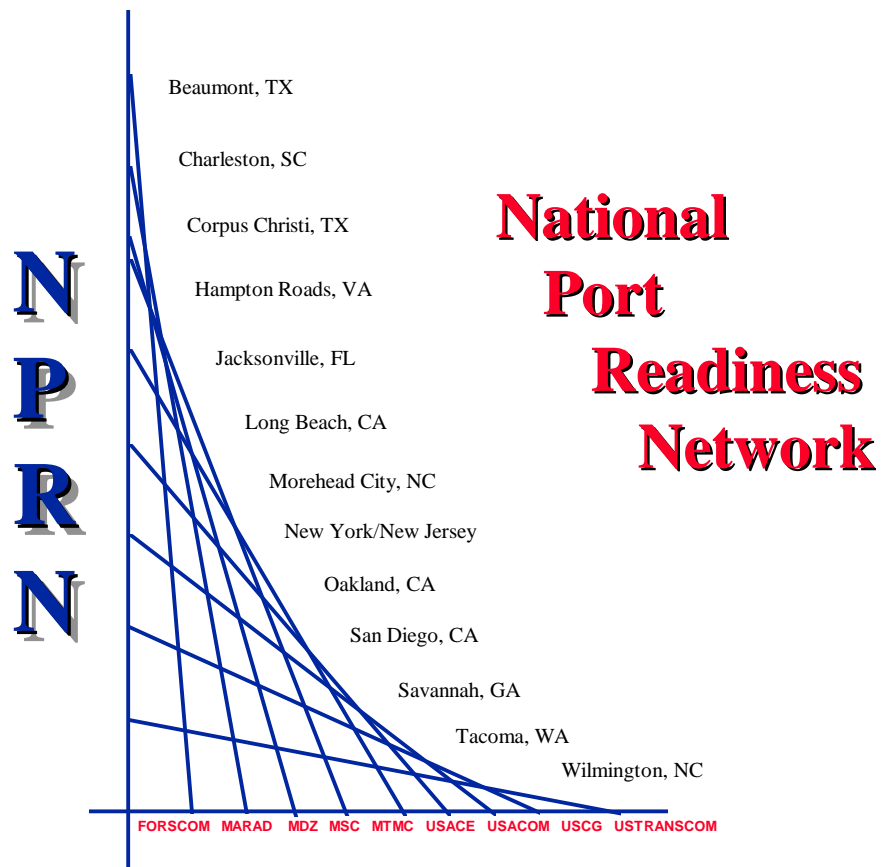 N
P
R
N
National
Port
Readiness
Network
Beaumont, TX
Charleston, SC
Corpus Christi, TX
Hampton Roads, VA
Jacksonville, FL
Long Beach, CA
Morehead City, NC
New York/New Jersey
Oakland, CA
San Diego, CA
Savannah, GA
Tacoma, WA
Wilmington, NC
FORSCOM MARAD MDZ MSC MTMC USACE USACOM USCG USTRANSCOM